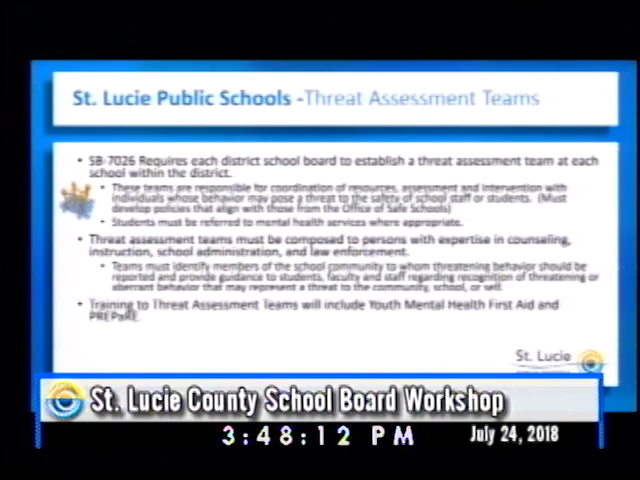 St. Lucie Public Schools -Threat Assessment Teams
• SB-7026 Requires each district school board to establish a threat assessment team at each
school within the district.
• These teams are responsible for coordination of resources, assessment and intervention with
individuals whose behavior may pose a threat to the safety of school staff or students. (Must
develop policies that align with those from the Office of Safe Schools)
• Students must be referred to mental health services where appropriate.
• Threat assessment teams must be composed to persons with expertise in counseling,
instruction, school administration, and law enforcement.
• Teams must identify members of the school community to whom threatening behavior should be
reported and provide guidance to students, faculty and staff regarding recognition of threatening or
aberrant behavior that may represent a threat to the community, school, or self.
• Training to Threat Assessment Teams will include Youth Mental Health First Aid and
PREPaRE.
St. Lucie
St. Lucie County School Board Workshop
3:48:12 PM
July 24, 2018